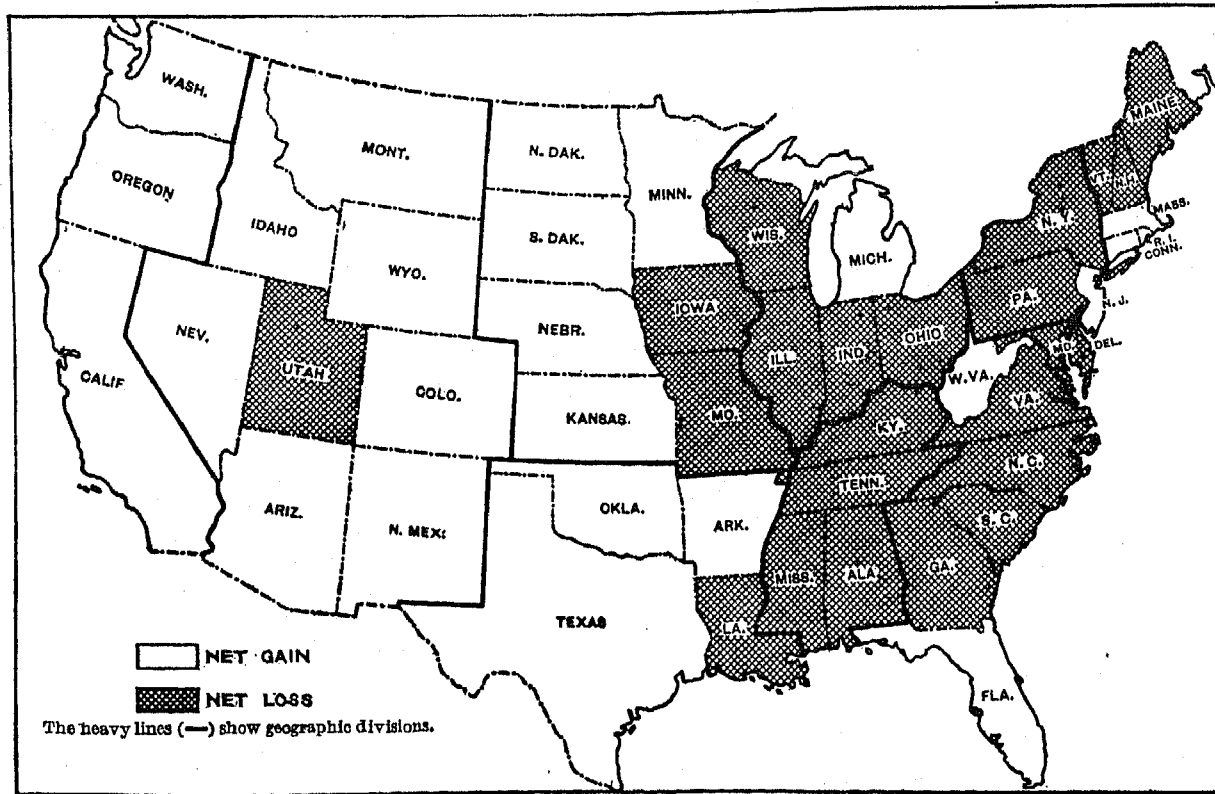 WASH.
MONT.
N. DAK.
MINN.
MAINE
OREGON
IDAHO
WYO.
S. DAK.
WIS.
MICH.
N. Y.
VT.
N.H.
MASS.
R. I.
CONN.
NEV.
UTAH
COLO.
NEBR.
IOWA
ILL.
IND.
OHIO
PA.
N. J.
CALIF
KANSAS.
MO.
KY.
W. VA.
MD.
DEL.
VA.
ARIZ.
N. MEX.
OKLA.
ARK.
TENN.
N. C.
S. C.
TEXAS
LA.
MISS.
ALA.
GA.
FLA.
NET GAIN
NET LOSS
The heavy lines (—) show geographic divisions.